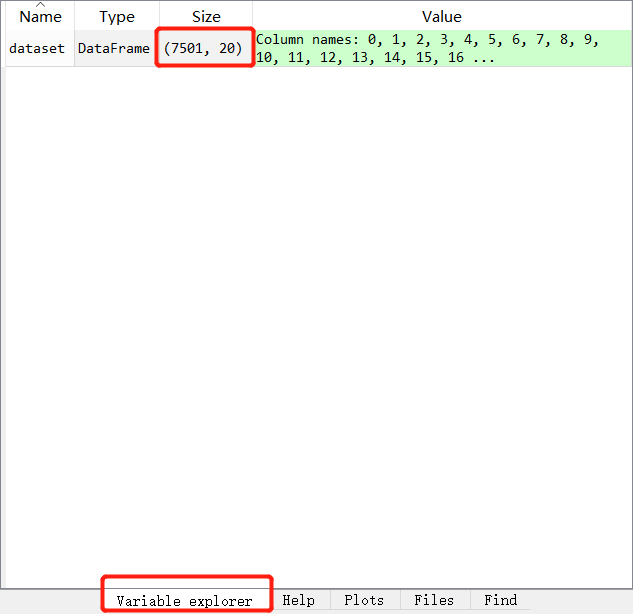 Name Type Size Value
dataset DataFrame (7501, 20) Column names: 0, 1, 2, 3, 4, 5, 6, 7, 8, 9,
10, 11, 12, 13, 14, 15, 16 ...
Variable explorer Help Plots Files Find